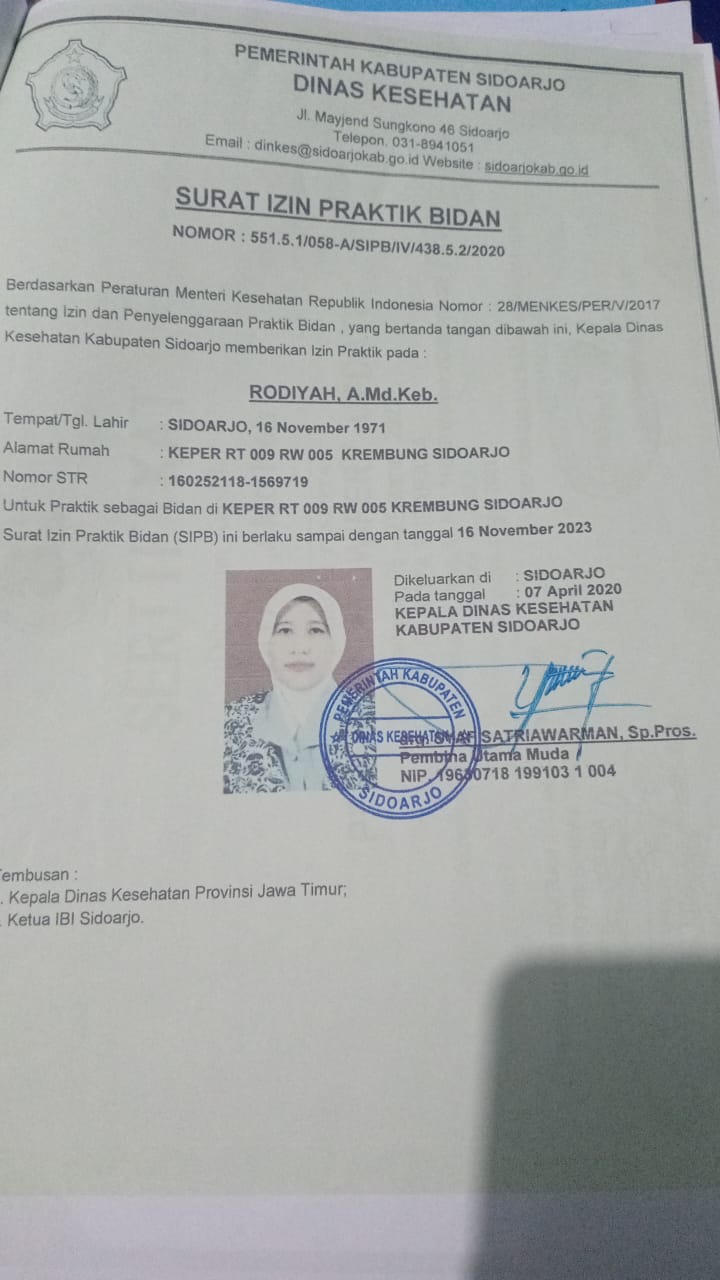 PEMERINTAH KABUPATEN SIDOARJO
DINAS KESEHATAN
Jl. Mayjend Sungkono 46 Sidoarjo
Telepon. 031-8941051
Email : dinkes@sidoarjokab.go.id Website : sidoarjokab.go.id
SURAT IZIN PRAKTIK BIDAN
NOMOR : 551.5.1/058-A/SIPB/IV/438.5.2/2020
Berdasarkan Peraturan Menteri Kesehatan Republik Indonesia Nomor : 28/MENKES/PER/V/2017
tentang Izin dan Penyelenggaraan Praktik Bidan , yang bertanda tangan dibawah ini, Kepala Dinas
Kesehatan Kabupaten Sidoarjo memberikan Izin Praktik pada :
RODIYAH, A.Md.Keb.
Tempat/Tgl. Lahir : SIDOARJO, 16 November 1971
Alamat Rumah : KEPER RT 009 RW 005 KREMBUNG SIDOARJO
Nomor STR : 160252118-1569719
Untuk Praktik sebagai Bidan di KEPER RT 009 RW 005 KREMBUNG SIDOARJO
Surat Izin Praktik Bidan (SIPB) ini berlaku sampai dengan tanggal 16 November 2023
Dikeluarkan di : SIDOARJO
Pada tanggal : 07 April 2020
KEPALA DINAS KESEHATAN
KABUPATEN SIDOARJO
PEMERINTAH KABUPATEN
DINAS KESEHATAN
SIDOARJO
SATRIAWARMAN, Sp.Pros.
Pembina Utama Muda
NIP. 19630718 199103 1 004
Tembusan :
. Kepala Dinas Kesehatan Provinsi Jawa Timur;
. Ketua IBI Sidoarjo.